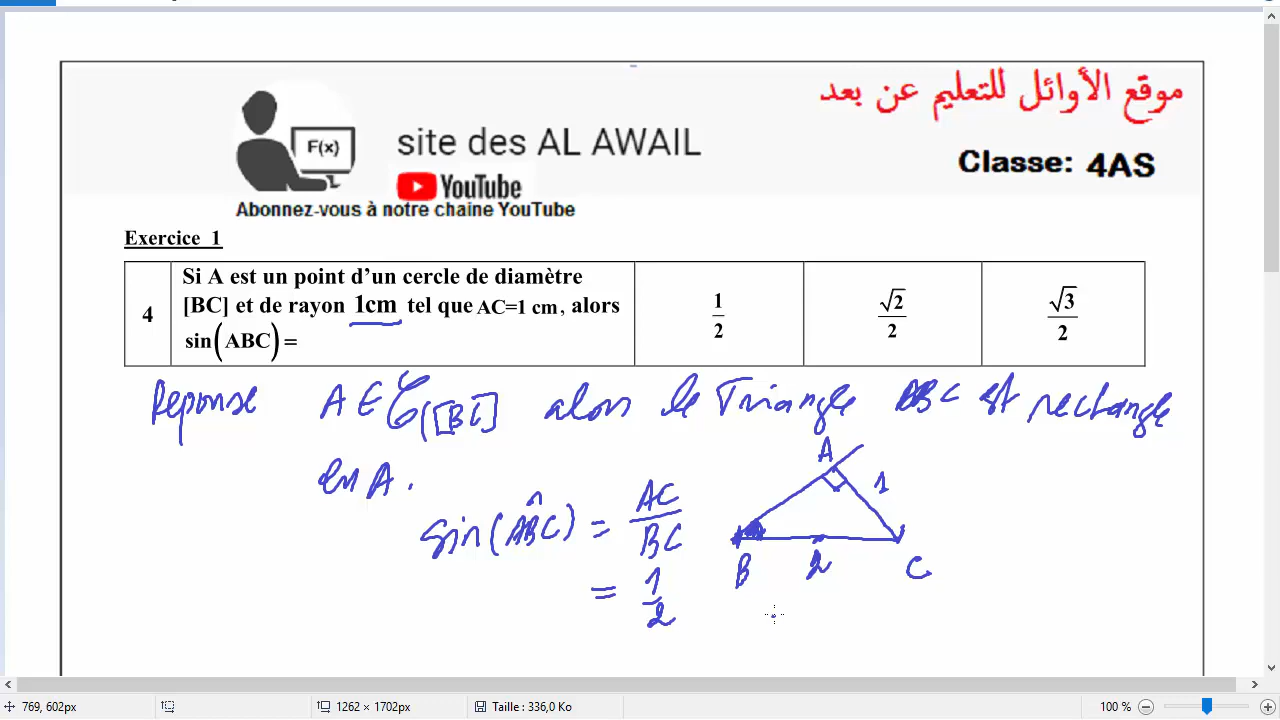 موقع الأوائل للتعليم عن بعد
F(x)
site des AL AWAIL
Classe: 4AS
YouTube
Abonnez-vous à notre chaine YouTube
Exercice 1
4
Si A est un point d’un cercle de diamètre
[BC] et de rayon 1cm tel que AC=1 cm, alors
sin(ABC) =
1/2
√2/2
√3/2
Reponse A ∈ 𝒞([BC] alors le Triangle ABC est rectangle
en A.
A
1
sin(AB̂C) = AC/BC
B 2 C
= 1/2
769, 602px
1262 × 1702px
Tille : 336,0 Ko
100 %